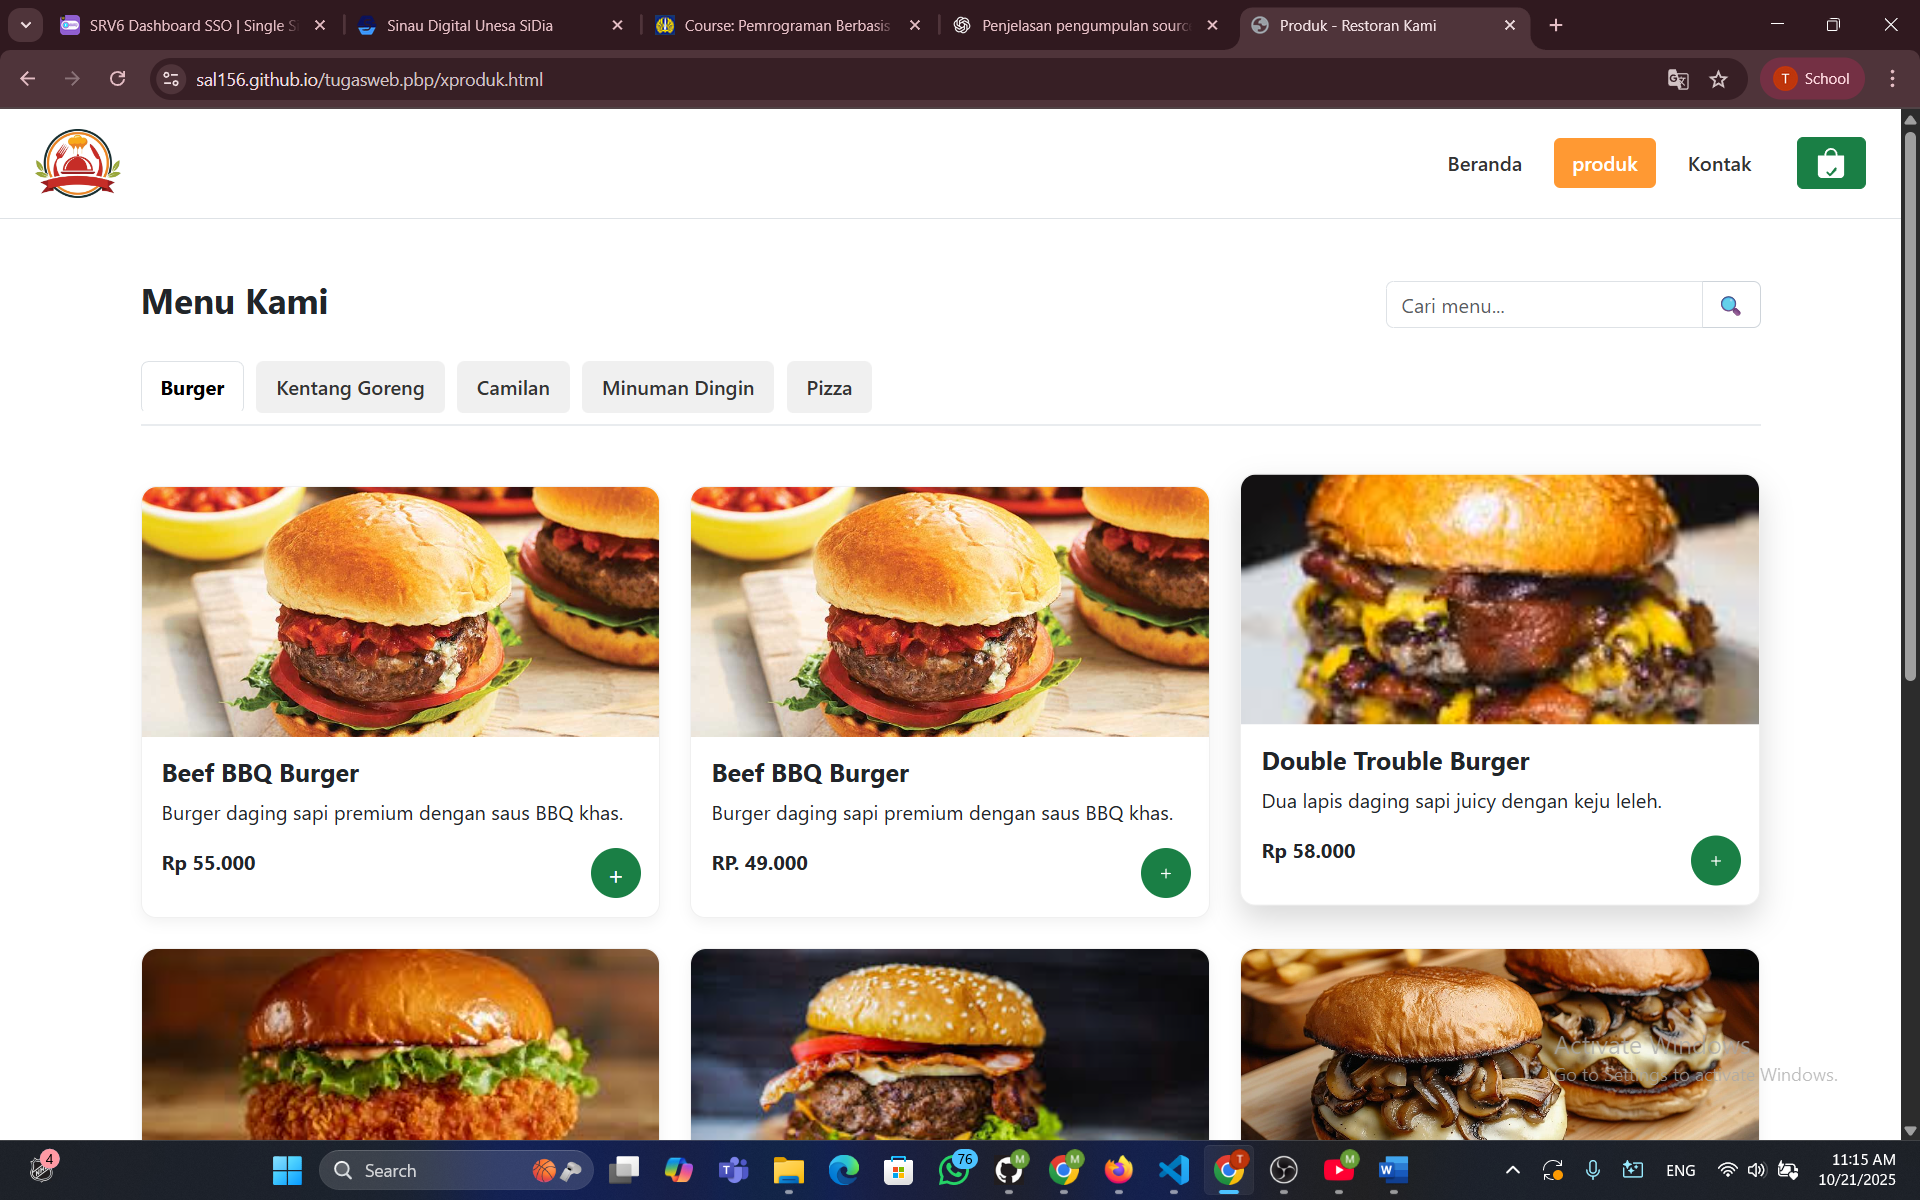 SRV6 Dashboard SSO | Single Si
Sinau Digital Unesa SiDia
Course: Pemrograman Berbasis
Penjelasan pengumpulan source
Produk - Restoran Kami
sal156.github.io/tugasweb.pbp/xproduk.html
T School
Beranda
produk
Kontak
Menu Kami
Cari menu...
Burger
Kentang Goreng
Camilan
Minuman Dingin
Pizza
Beef BBQ Burger
Burger daging sapi premium dengan saus BBQ khas.
Rp 55.000
+
Beef BBQ Burger
Burger daging sapi premium dengan saus BBQ khas.
RP. 49.000
+
Double Trouble Burger
Dua lapis daging sapi juicy dengan keju leleh.
Rp 58.000
+
Activate Windows
Go to Settings to activate Windows.
4
Search
76
M
M
T
M
ENG
11:15 AM
10/21/2025